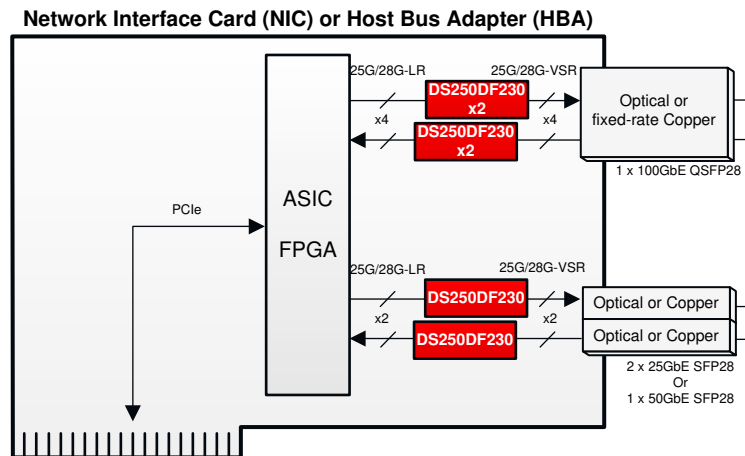 Network Interface Card (NIC) or Host Bus Adapter (HBA)
25G/28G-LR
25G/28G-VSR
DS250DF230
x2
x4
x4
DS250DF230
x2
Optical or
fixed-rate Copper
1 x 100GbE QSFP28
PCIe
ASIC
FPGA
25G/28G-LR
25G/28G-VSR
DS250DF230
x2
x2
DS250DF230
Optical or Copper
Optical or Copper
2 x 25GbE SFP28
Or
1 x 50GbE SFP28